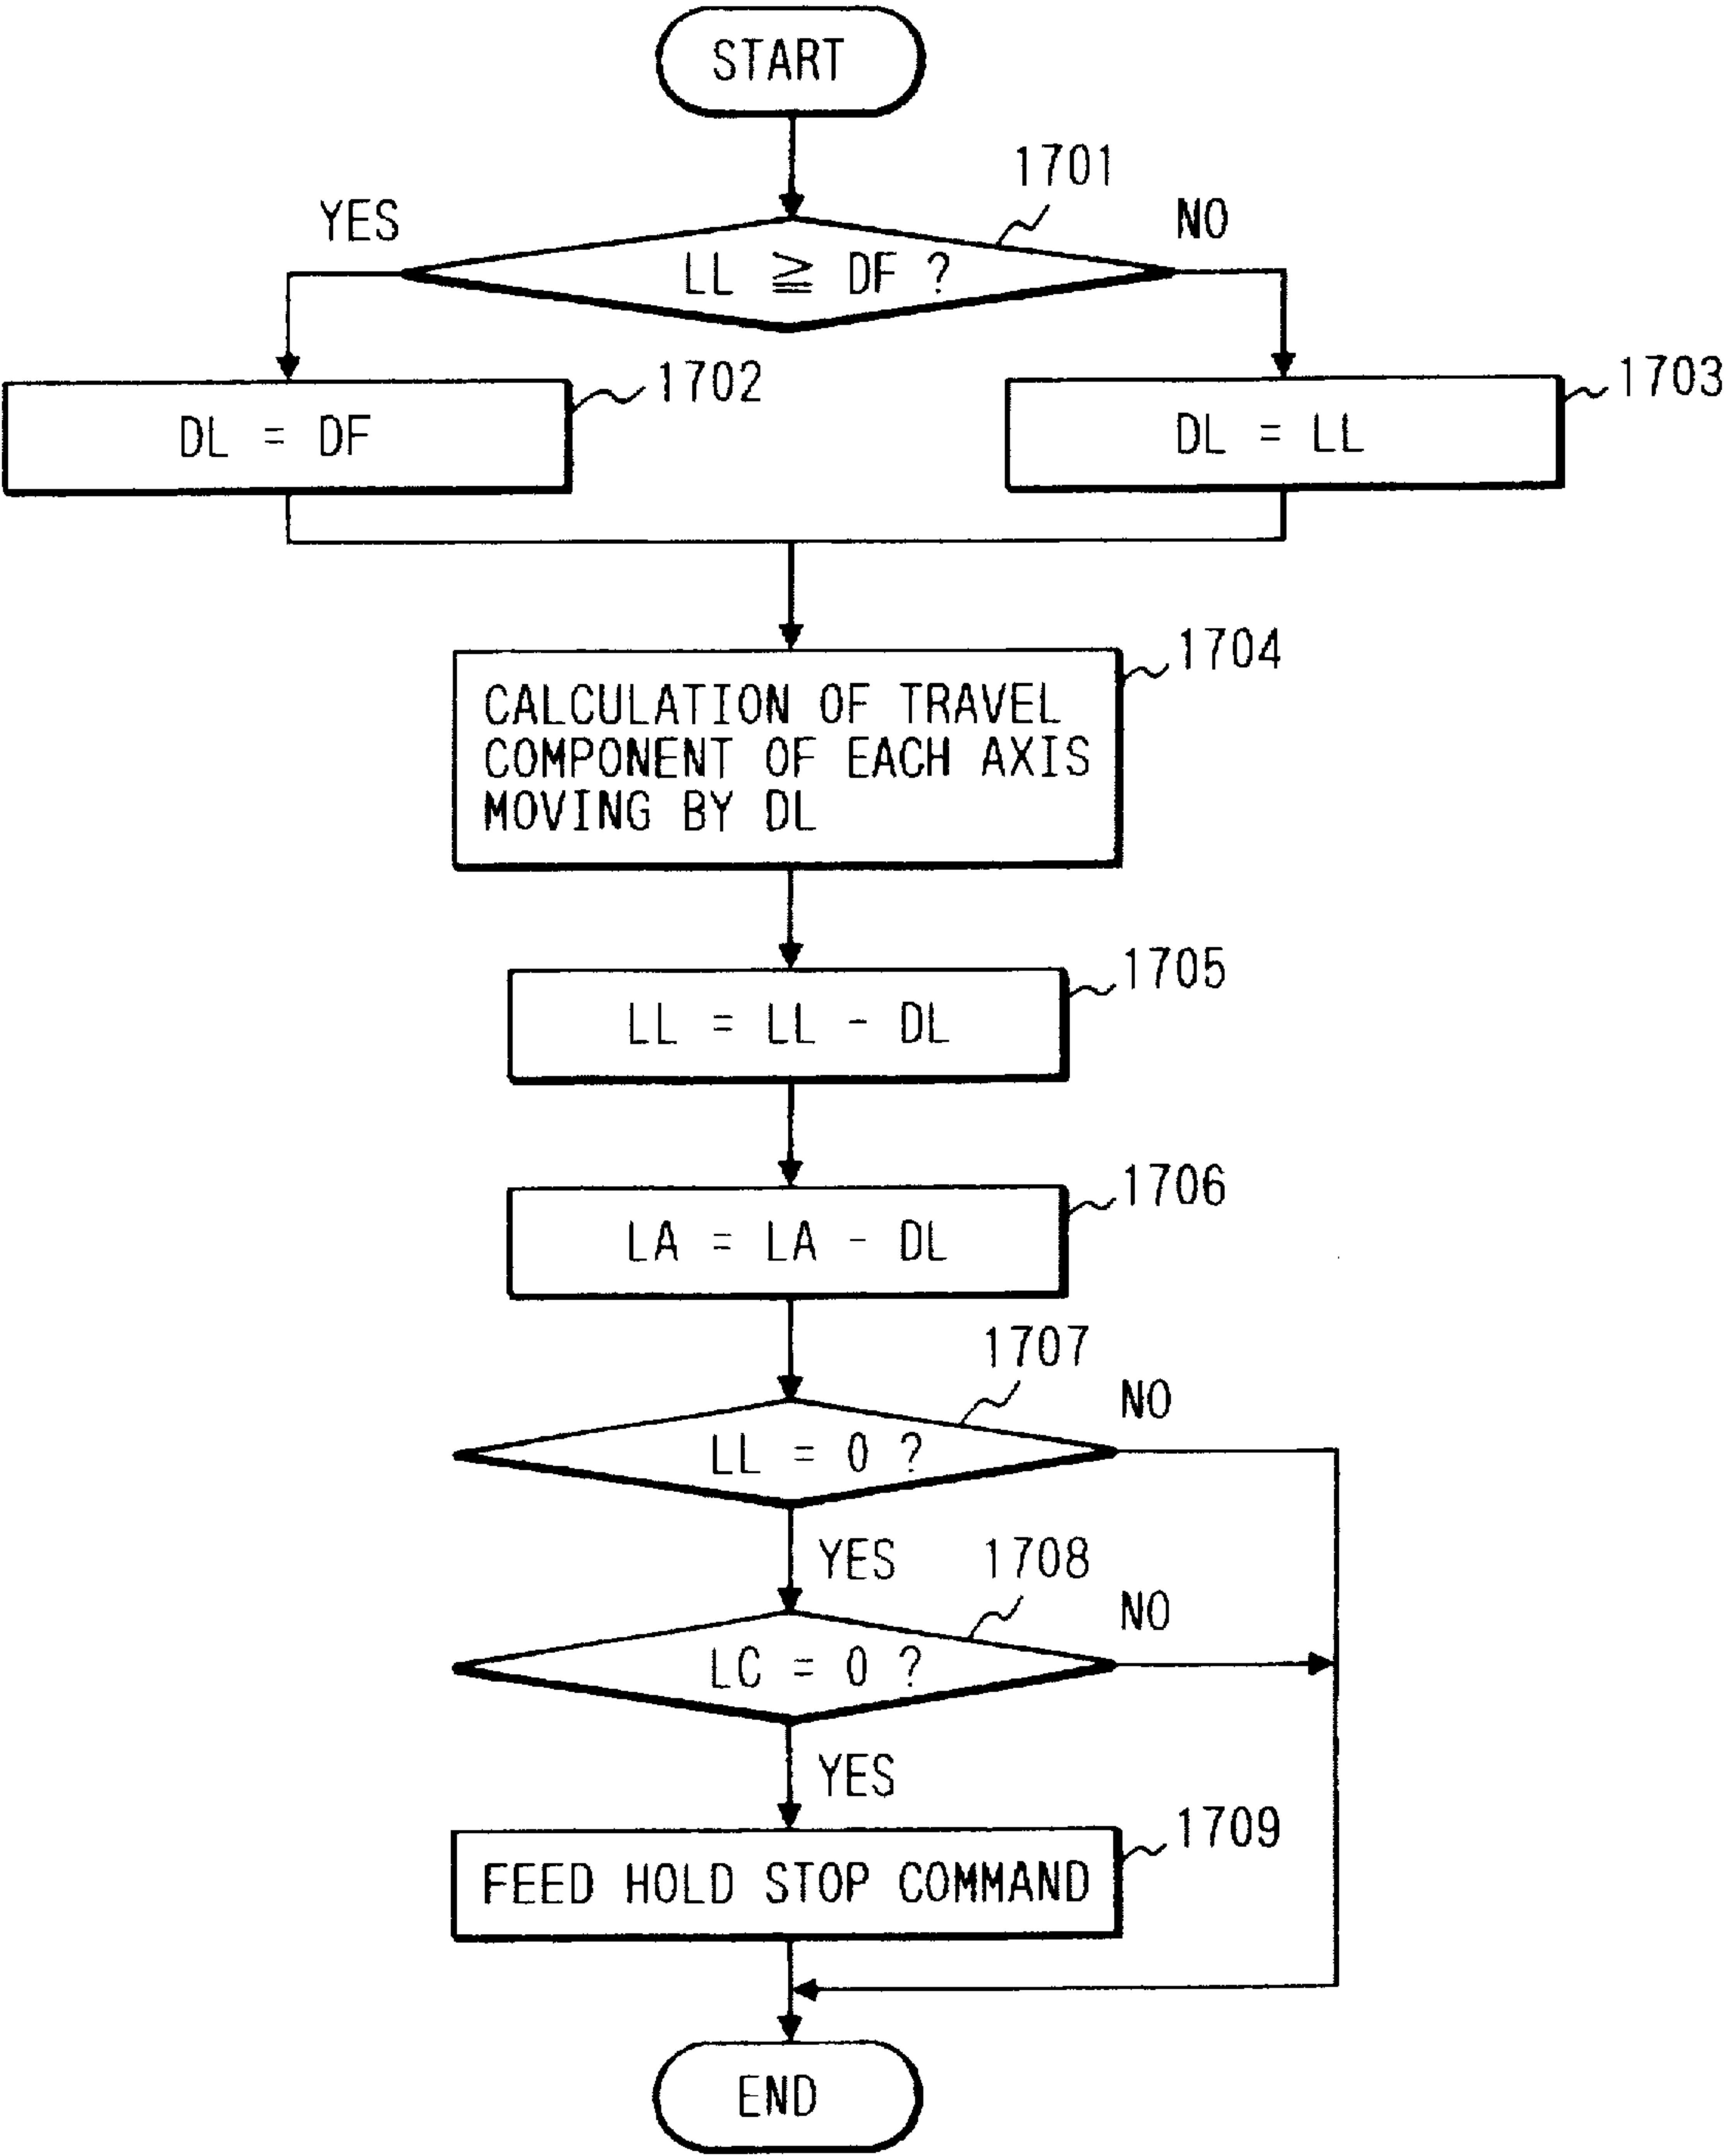 START
1701
YES
NO
LL ≧ DF ?
1702
1703
DL = DF
DL = LL
1704
CALCULATION OF TRAVEL
COMPONENT OF EACH AXIS
MOVING BY DL
1705
LL = LL - DL
1706
LA = LA - DL
1707
NO
LL = 0 ?
YES
1708
NO
LC = 0 ?
YES
1709
FEED HOLD STOP COMMAND
END